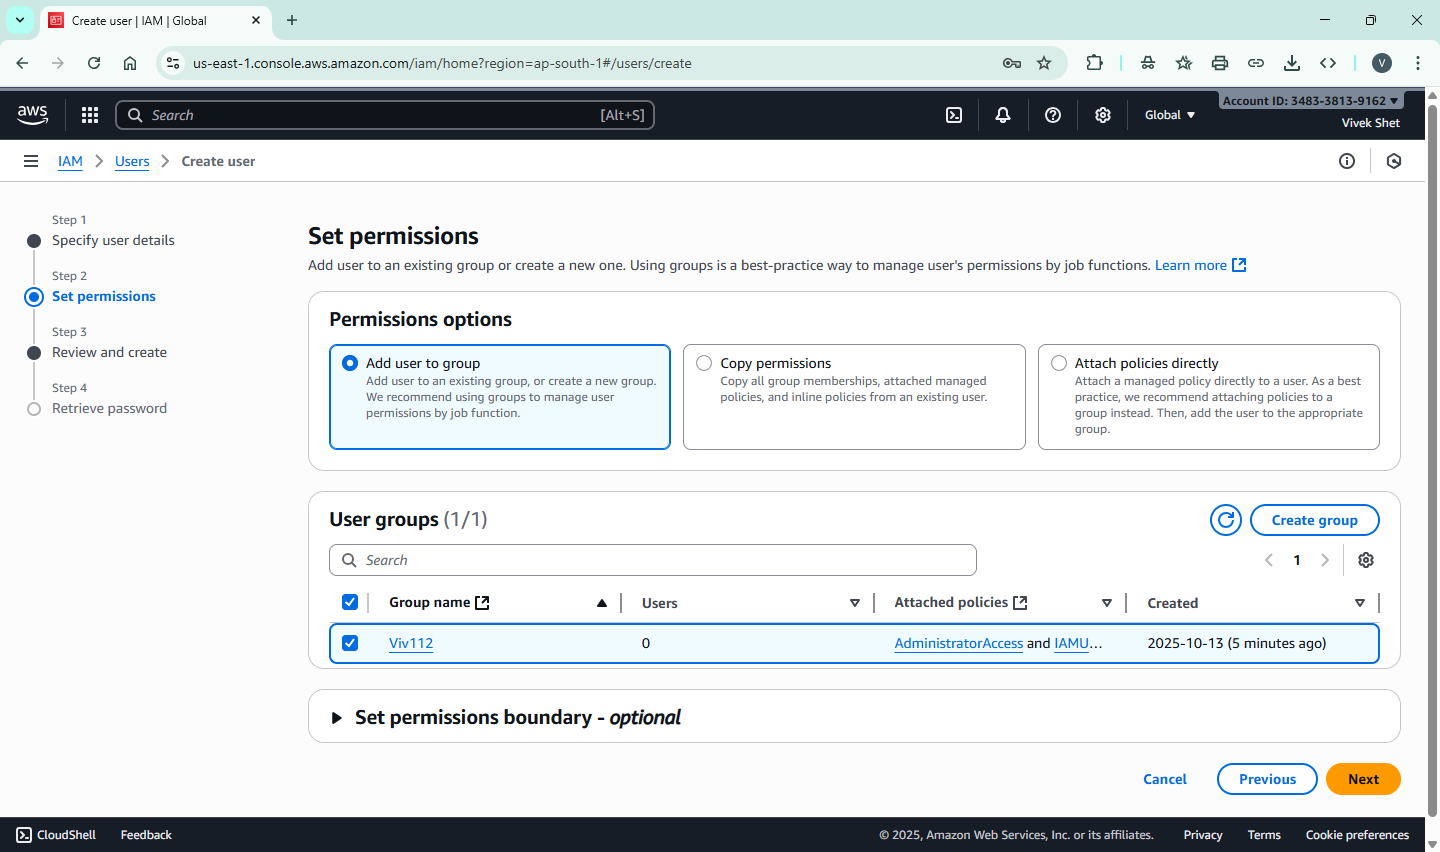 Create user | IAM | Global
us-east-1.console.aws.amazon.com/iam/home?region=ap-south-1#/users/create
V
aws
Search
[Alt+S]
Global
Account ID: 3483-3813-9162
Vivek Shet
IAM
Users
Create user
Step 1
Specify user details
Step 2
Set permissions
Step 3
Review and create
Step 4
Retrieve password
Set permissions
Add user to an existing group or create a new one. Using groups is a best-practice way to manage user's permissions by job functions. Learn more
Permissions options
Add user to group
Add user to an existing group, or create a new group.
We recommend using groups to manage user
permissions by job function.
Copy permissions
Copy all group memberships, attached managed
policies, and inline policies from an existing user.
Attach policies directly
Attach a managed policy directly to a user. As a best
practice, we recommend attaching policies to a
group instead. Then, add the user to the appropriate
group.
User groups (1/1)
Create group
Search
1
Group name
Users
Attached policies
Created
Viv112
0
AdministratorAccess and IAMU...
2025-10-13 (5 minutes ago)
Set permissions boundary - optional
Cancel
Previous
Next
CloudShell
Feedback
© 2025, Amazon Web Services, Inc. or its affiliates.
Privacy
Terms
Cookie preferences